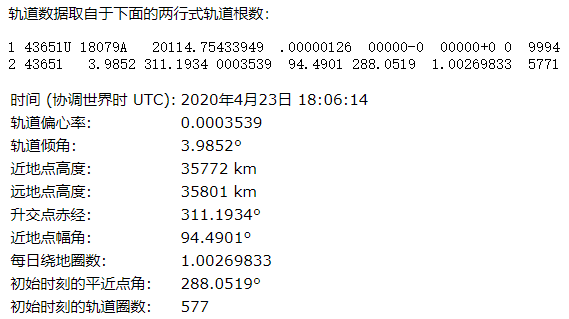 轨道数据取自于下面的两行式轨道根数:
1 43651U 18079A   20114.75433949  .00000126  00000-0  00000+0 0  9994
2 43651   3.9852 311.1934 0003539  94.4901 288.0519  1.00269833  5771
时间 (协调世界时 UTC): 2020年4月23日 18:06:14
轨道偏心率: 0.0003539
轨道倾角: 3.9852°
近地点高度: 35772 km
远地点高度: 35801 km
升交点赤经: 311.1934°
近地点幅角: 94.4901°
每日绕地圈数: 1.00269833
初始时刻的平近点角: 288.0519°
初始时刻的轨道圈数: 577